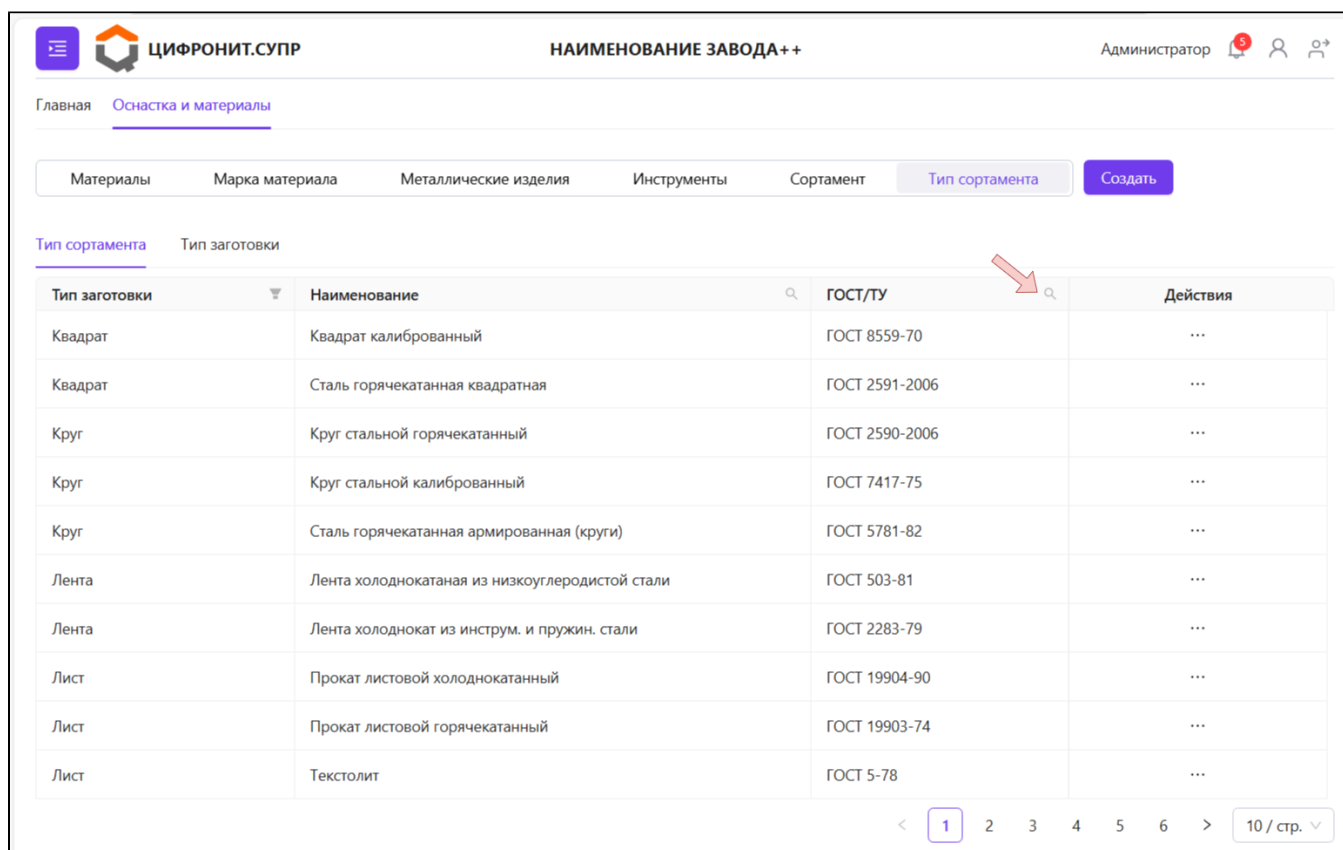 ЦИФРОНИТ.СУПР НАИМЕНОВАНИЕ ЗАВОДА++ Администратор 5
Главная Оснастка и материалы
Материалы Марка материала Металлические изделия Инструменты Сортамент Тип сортамента Создать
Тип сортамента Тип заготовки
Тип заготовки Наименование ГОСТ/ТУ Действия
Квадрат Квадрат калиброванный ГОСТ 8559-70 ...
Квадрат Сталь горячекатанная квадратная ГОСТ 2591-2006 ...
Круг Круг стальной горячекатанный ГОСТ 2590-2006 ...
Круг Круг стальной калиброванный ГОСТ 7417-75 ...
Круг Сталь горячекатанная армированная (круги) ГОСТ 5781-82 ...
Лента Лента холоднокатаная из низкоуглеродистой стали ГОСТ 503-81 ...
Лента Лента холоднокат из инструм. и пружин. стали ГОСТ 2283-79 ...
Лист Прокат листовой холоднокатанный ГОСТ 19904-90 ...
Лист Прокат листовой горячекатанный ГОСТ 19903-74 ...
Лист Текстолит ГОСТ 5-78 ...
< 1 2 3 4 5 6 > 10 / стр.